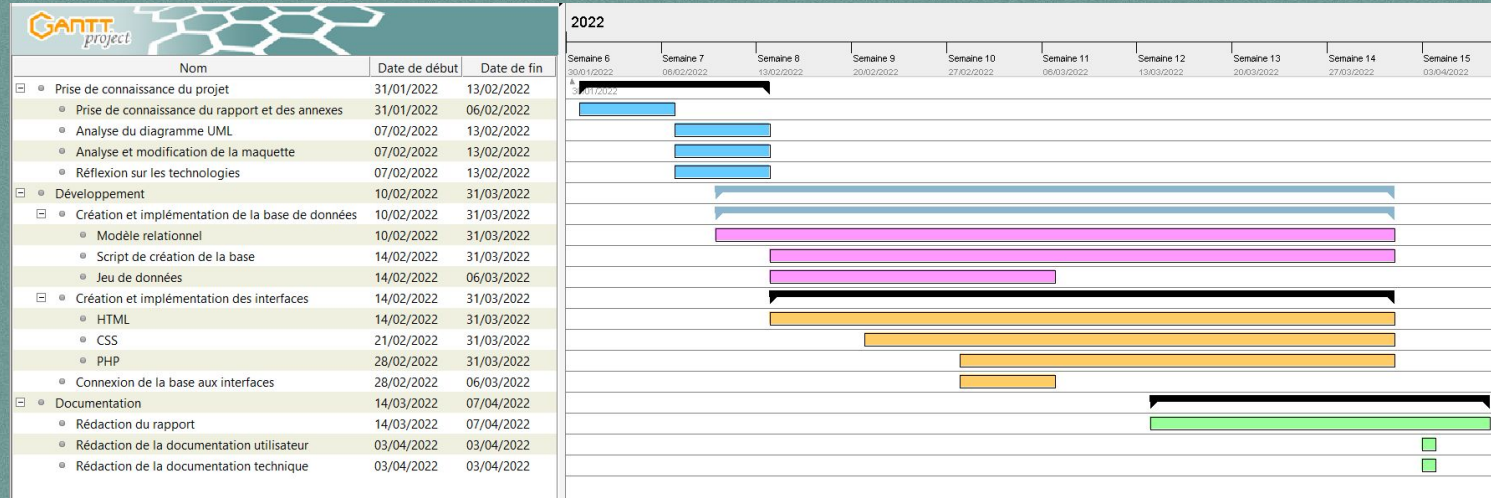 GANTT
project
2022
Semaine 6 Semaine 7 Semaine 8 Semaine 9 Semaine 10 Semaine 11 Semaine 12 Semaine 13 Semaine 14 Semaine 15
30/01/2022 06/02/2022 13/02/2022 20/02/2022 27/02/2022 06/03/2022 13/03/2022 20/03/2022 27/03/2022 03/04/2022
Nom Date de début Date de fin
Prise de connaissance du projet 31/01/2022 13/02/2022
Prise de connaissance du rapport et des annexes 31/01/2022 06/02/2022
Analyse du diagramme UML 07/02/2022 13/02/2022
Analyse et modification de la maquette 07/02/2022 13/02/2022
Réflexion sur les technologies 07/02/2022 13/02/2022
Développement 10/02/2022 31/03/2022
Création et implémentation de la base de données 10/02/2022 31/03/2022
Modèle relationnel 10/02/2022 31/03/2022
Script de création de la base 14/02/2022 31/03/2022
Jeu de données 14/02/2022 06/03/2022
Création et implémentation des interfaces 14/02/2022 31/03/2022
HTML 14/02/2022 31/03/2022
CSS 21/02/2022 31/03/2022
PHP 28/02/2022 31/03/2022
Connexion de la base aux interfaces 28/02/2022 06/03/2022
Documentation 14/03/2022 07/04/2022
Rédaction du rapport 14/03/2022 07/04/2022
Rédaction de la documentation utilisateur 03/04/2022 03/04/2022
Rédaction de la documentation technique 03/04/2022 03/04/2022